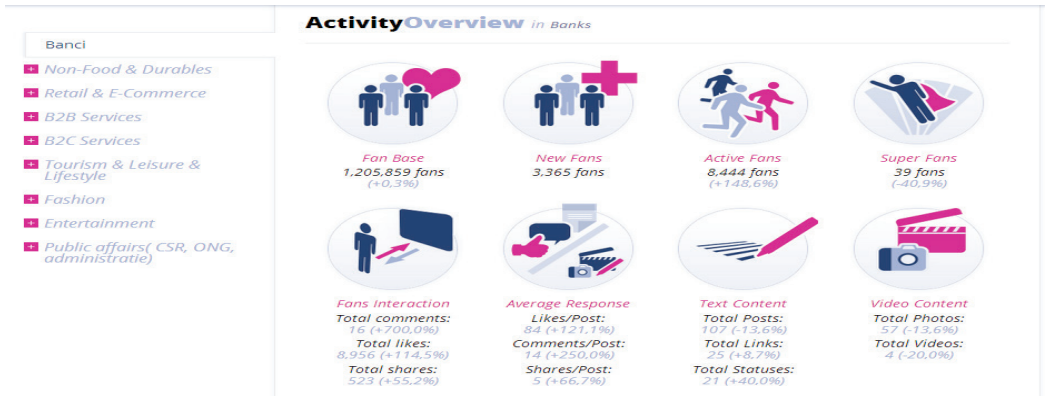 Banci
+ Non-Food & Durables
+ Retail & E-Commerce
+ B2B Services
+ B2C Services
+ Tourism & Leisure &
Lifestyle
+ Fashion
+ Entertainment
+ Public affairs( CSR, ONG,
administratie)
ActivityOverview in Banks
Fan Base
1,205,859 fans
(+0,3%)
New Fans
3,365 fans
Active Fans
8,444 fans
(+148,6%)
Super Fans
39 fans
(-40,9%)
Fans Interaction
Total comments:
16 (+700,0%)
Total likes:
8,956 (+114,5%)
Total shares:
523 (+55,2%)
Average Response
Likes/Post:
84 (+121,1%)
Comments/Post:
14 (+250,0%)
Shares/Post:
5 (+66,7%)
Text Content
Total Posts:
107 (-13,6%)
Total Links:
25 (+8,7%)
Total Statuses:
21 (+40,0%)
Video Content
Total Photos:
57 (-13,6%)
Total Videos:
4 (-20,0%)